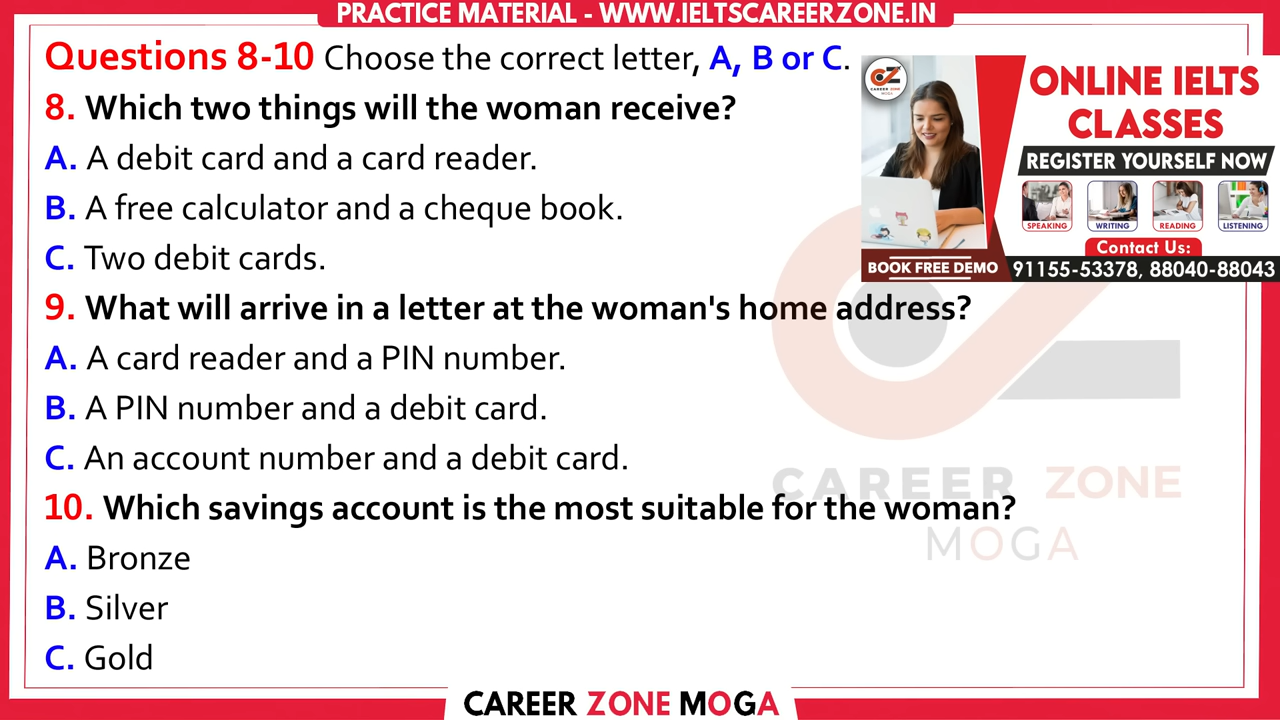 PRACTICE MATERIAL - WWW.IELTSCAREERZONE.IN
Questions 8-10 Choose the correct letter, A, B or C.
8. Which two things will the woman receive?
A. A debit card and a card reader.
B. A free calculator and a cheque book.
C. Two debit cards.
9. What will arrive in a letter at the woman's home address?
A. A card reader and a PIN number.
B. A PIN number and a debit card.
C. An account number and a debit card.
10. Which savings account is the most suitable for the woman?
A. Bronze
B. Silver
C. Gold
CAREER ZONE
MOGA
ONLINE IELTS
CLASSES
REGISTER YOURSELF NOW
SPEAKING WRITING READING LISTENING
Contact Us:
BOOK FREE DEMO 91155-53378, 88040-88043
CAREER ZONE
MOGA
CAREER ZONE MOGA